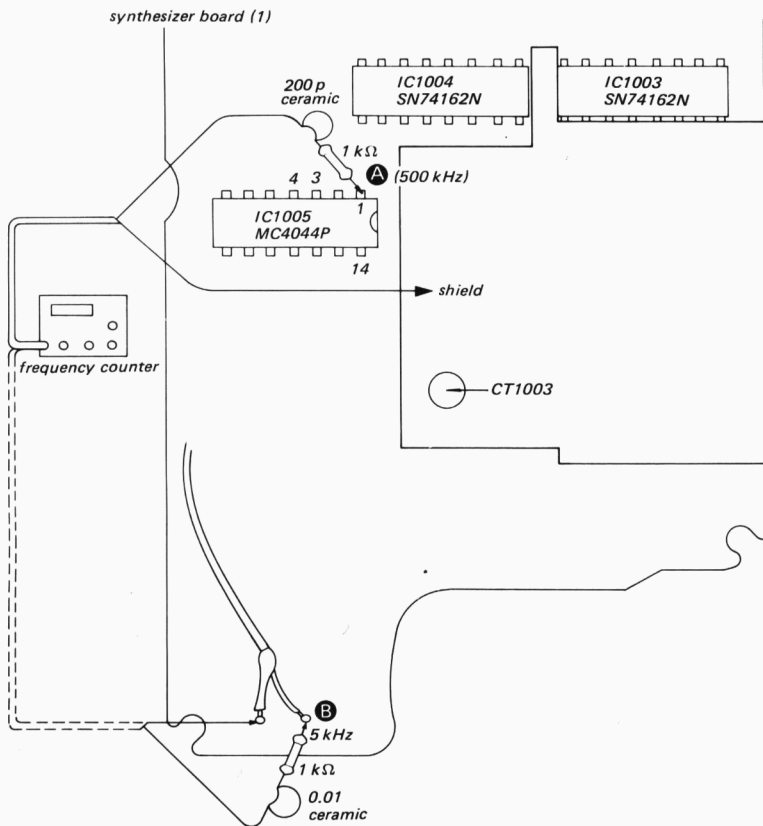 synthesizer board (1)
IC1004
SN74162N
IC1003
SN74162N
200 p
ceramic
1 kΩ
A (500 kHz)
4 3 1
IC1005
MC4044P
14
shield
frequency counter
CT1003
B
5 kHz
1 kΩ
0.01
ceramic